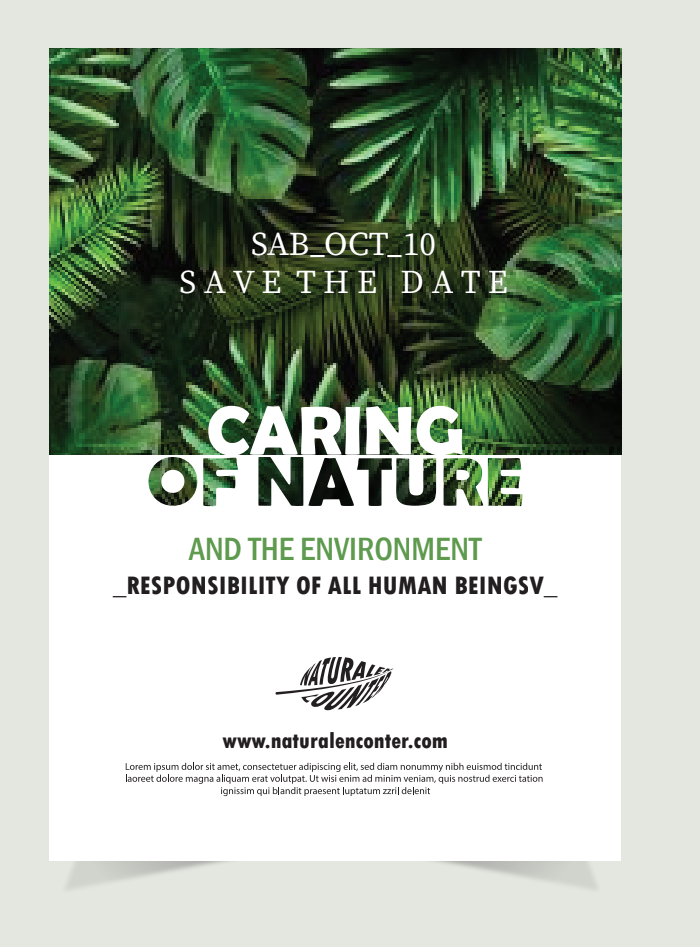 SAB_OCT_10
SAVE THE DATE
CARING
OF NATURE
AND THE ENVIRONMENT
_RESPONSIBILITY OF ALL HUMAN BEINGSV_
NATURALEN
COUNTER
www.naturalenconter.com
Lorem ipsum dolor sit amet, consectetuer adipiscing elit, sed diam nonummy nibh euismod tincidunt
laoreet dolore magna aliquam erat volutpat. Ut wisi enim ad minim veniam, quis nostrud exerci tation
ignissim qui blandit praesent luptatum zzril delenit